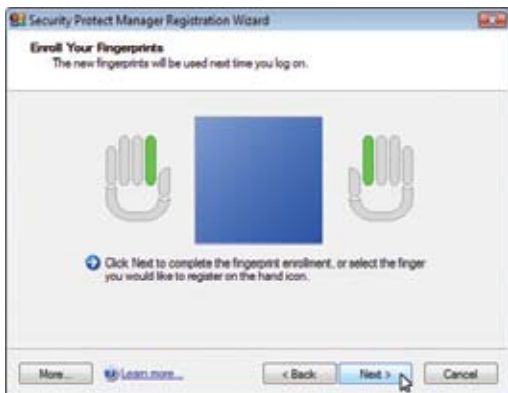 Security Protect Manager Registration Wizard
Enroll Your Fingerprints
The new fingerprints will be used next time you log on.
Click Next to complete the fingerprint enrollment, or select the finger
you would like to register on the hand icon.
More... Learn more... < Back Next > Cancel